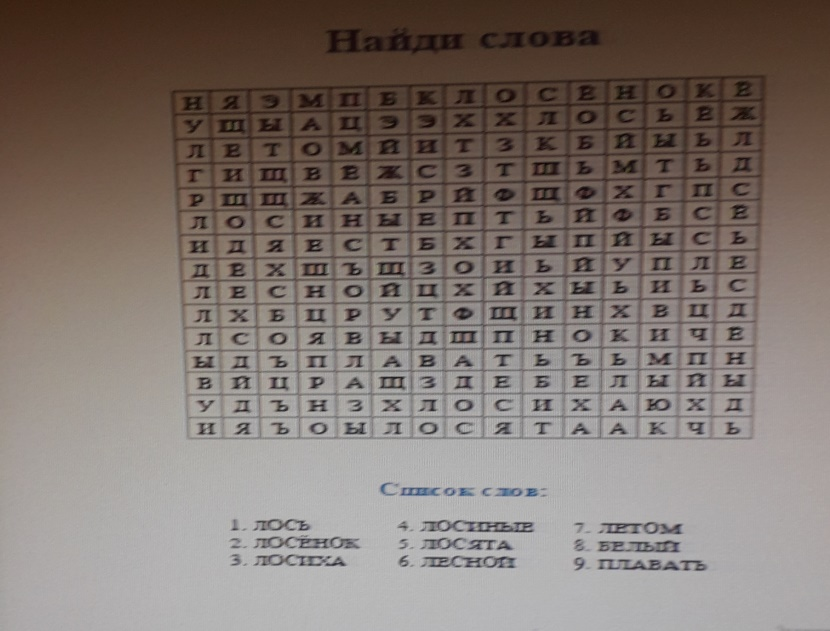 Найди слова
Н Я Э М П Б К Л О С Ё Н О К Ё
У Щ Ы А Ц Э Э Х Х Л О С Ь Ё Ж
Л Е Т О М Й И Т З К Б Й Ы Ь Л
Г И Щ В Ё Ж С З Т Ш Ь М Т Ь Д
Р Щ Щ Ж А Б Р Й Ф Щ Ф Х Г П С
Л О С И Н Ы Е П Т Ь Й Ф Б С Ё
И Д Я Е С Т Б Х Г Ы П Й Ы С Ь
Д Ё Х Ш Ъ Щ З О И Ь Й У П Л Е
Л Е С Н О Й Ц Х Й Х Ы Ь И Ь С
Л Х Б Ц Р У Т Ф Щ И Н Х В Ц Д
Л С О Я В Ы Д Ш П Н О К И Ч Ё
Ы Д Ъ П Л А В А Т Ь Ъ Ь М П Н
В Й Ц Р А Щ З Д Е Б Е Л Ы Й Ы
У Д Ъ Н З Х Л О С И Х А Ю Х Д
И Я Ъ О Ы Л О С Я Т А А К Ч Ь
Список слов:
1. ЛОСЬ 4. ЛОСИНЫЕ 7. ЛЕТОМ
2. ЛОСЁНОК 5. ЛОСЯТА 8. БЕЛЫЙ
3. ЛОСИХА 6. ЛЕСНОЙ 9. ПЛАВАТЬ